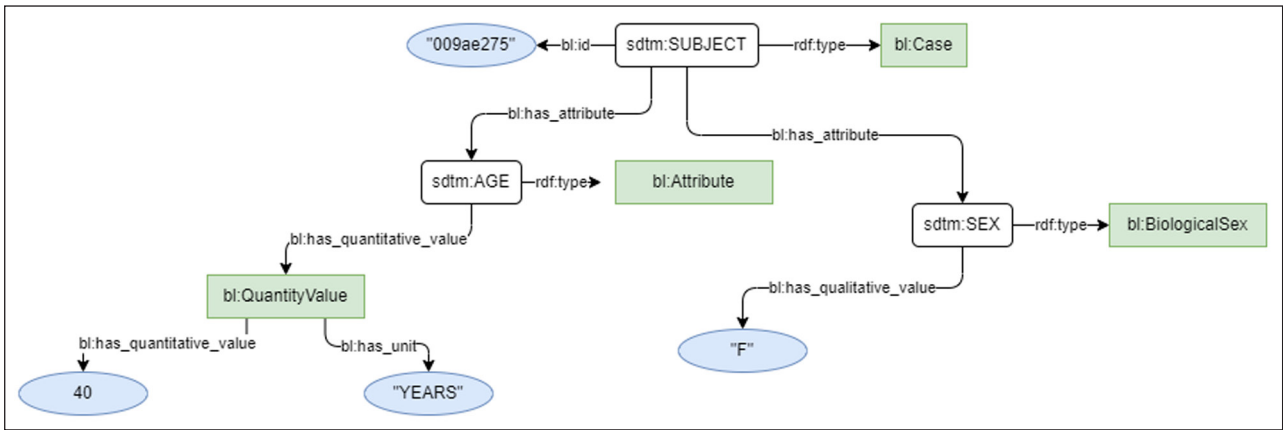 "009ae275"
bl:id
sdtm:SUBJECT
rdf:type
bl:Case
bl:has_attribute
bl:has_attribute
sdtm:AGE
rdf:type
bl:Attribute
sdtm:SEX
rdf:type
bl:BiologicalSex
bl:has_quantitative_value
bl:QuantityValue
bl:has_qualitative_value
bl:has_quantitative_value
bl:has_unit
"F"
40
"YEARS"